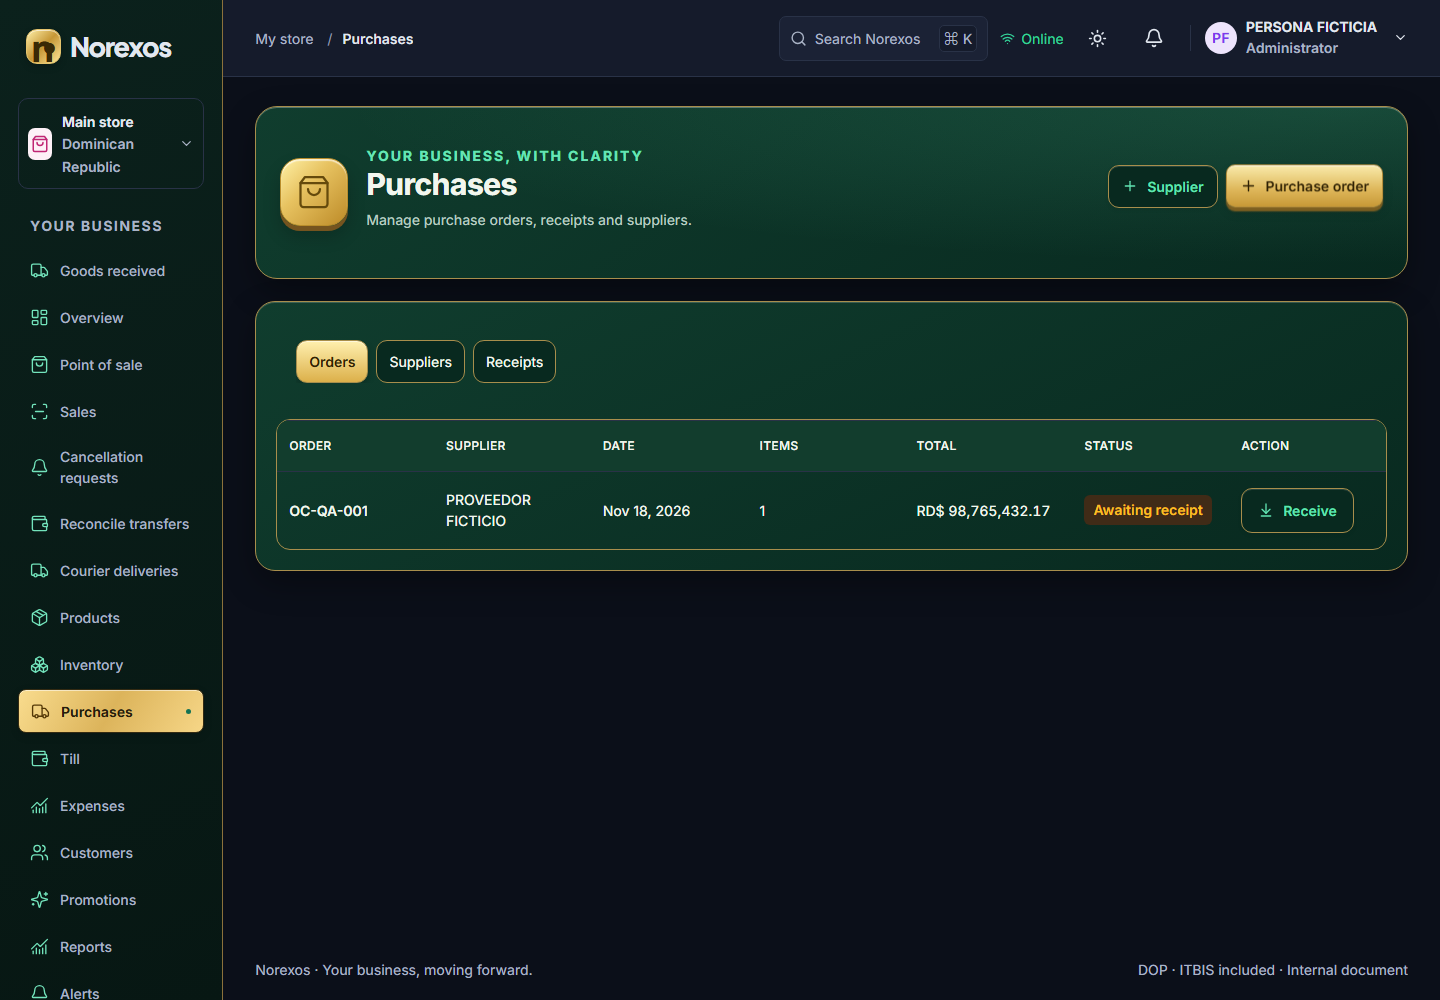 Norexos
Main store
Dominican
Republic
YOUR BUSINESS
Goods received
Overview
Point of sale
Sales
Cancellation
requests
Reconcile transfers
Courier deliveries
Products
Inventory
Purchases
Till
Expenses
Customers
Promotions
Reports
Alerts
My store / Purchases
Search Norexos ⌘ K
Online
PF
PERSONA FICTICIA
Administrator
YOUR BUSINESS, WITH CLARITY
Purchases
Manage purchase orders, receipts and suppliers.
+ Supplier
+ Purchase order
Orders Suppliers Receipts
ORDER SUPPLIER DATE ITEMS TOTAL STATUS ACTION
OC-QA-001 PROVEEDOR FICTICIO Nov 18, 2026 1 RD$ 98,765,432.17 Awaiting receipt Receive
Norexos · Your business, moving forward.
DOP · ITBIS included · Internal document